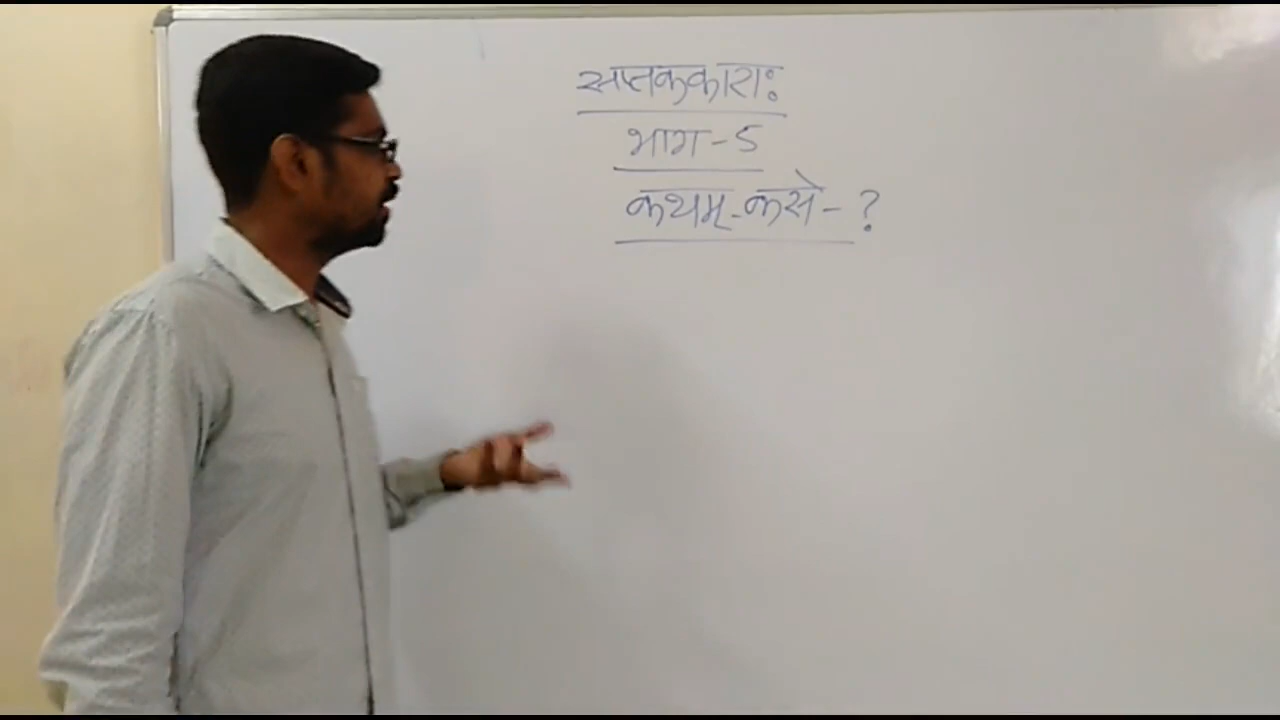 सप्तककाराः
भाग - 5
कथम् - कसे - ?